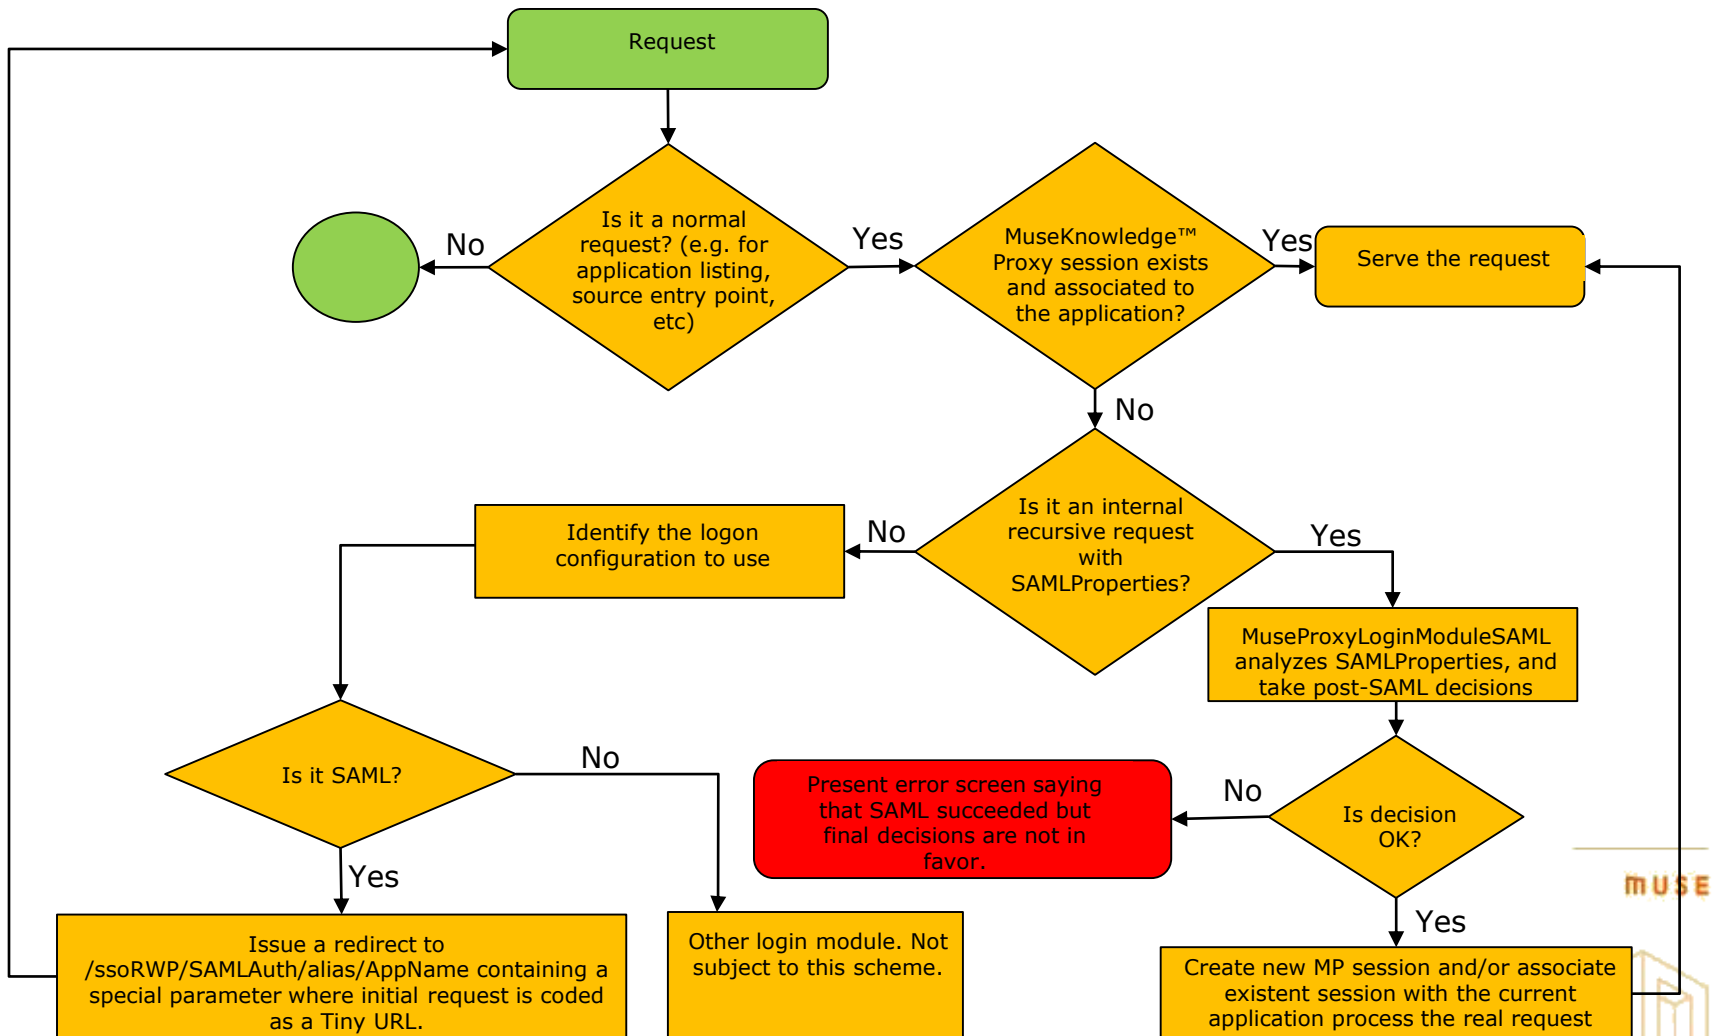 Request
Is it a normal
request? (e.g. for
application listing,
source entry point,
etc)
No
Yes
MuseKnowledge™
Proxy session exists
and associated to
the application?
Yes
Serve the request
No
Is it an internal
recursive request
with
SAMLProperties?
No
Identify the logon
configuration to use
Yes
MuseProxyLoginModuleSAML
analyzes SAMLProperties, and
take post-SAML decisions
Is it SAML?
No
Present error screen saying
that SAML succeeded but
final decisions are not in
favor.
No
Is decision
OK?
Yes
Yes
MUSE
Issue a redirect to
/ssoRWP/SAMLAuth/alias/AppName containing a
special parameter where initial request is coded
as a Tiny URL.
Other login module. Not
subject to this scheme.
Create new MP session and/or associate
existent session with the current
application process the real request